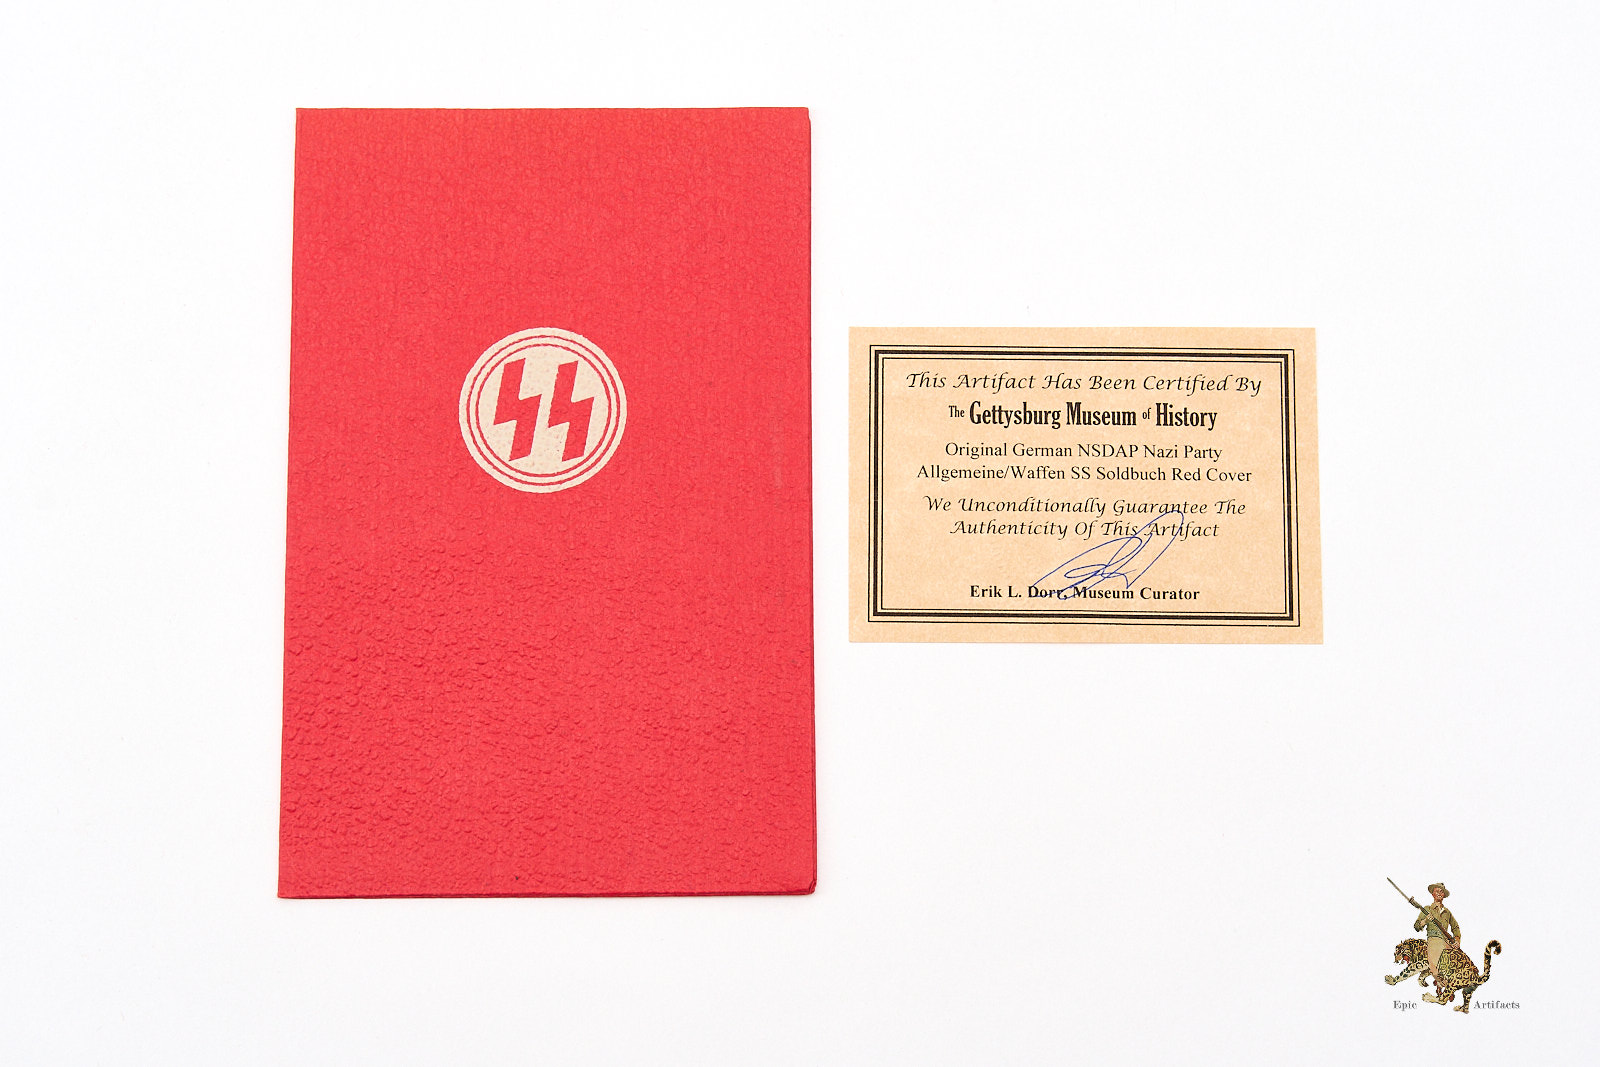 SS
This Artifact Has Been Certified By
The Gettysburg Museum of History
Original German NSDAP Nazi Party
Allgemeine/Waffen SS Soldbuch Red Cover
We Unconditionally Guarantee The
Authenticity Of This Artifact
Erik L. Dorr, Museum Curator
Epic Artifacts